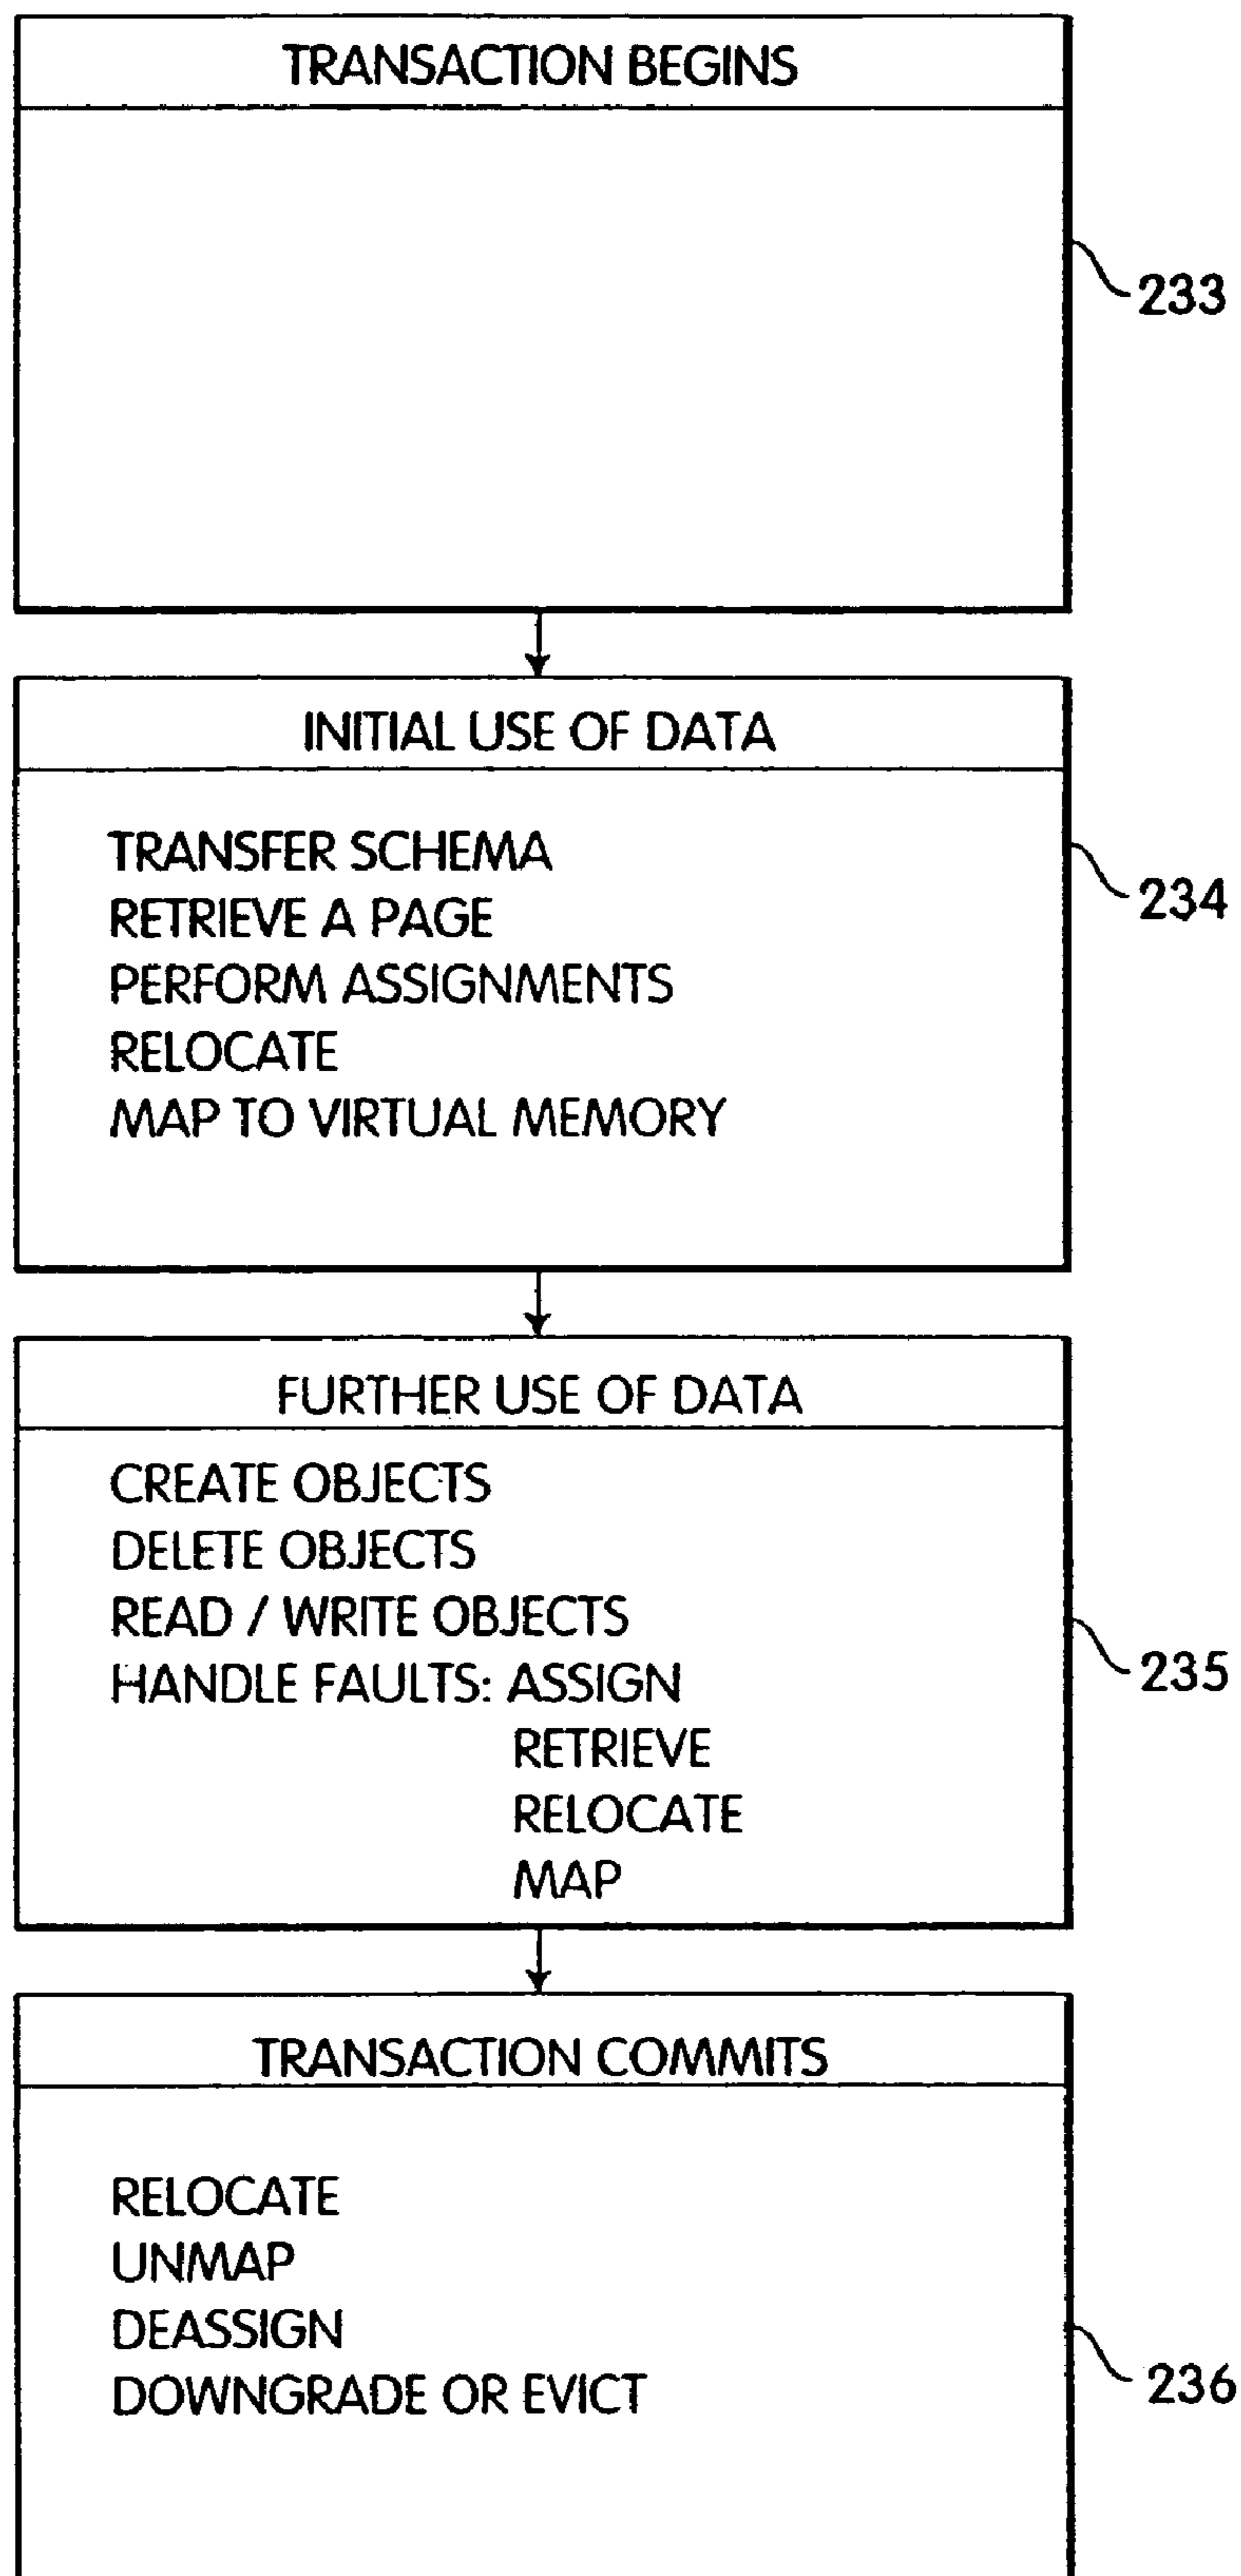 TRANSACTION BEGINS
233
INITIAL USE OF DATA
TRANSFER SCHEMA
234
RETRIEVE A PAGE
PERFORM ASSIGNMENTS
RELOCATE
MAP TO VIRTUAL MEMORY
FURTHER USE OF DATA
CREATE OBJECTS
DELETE OBJECTS
READ / WRITE OBJECTS
235
HANDLE FAULTS: ASSIGN
RETRIEVE
RELOCATE
MAP
TRANSACTION COMMITS
RELOCATE
UNMAP
DEASSIGN
236
DOWNGRADE OR EVICT